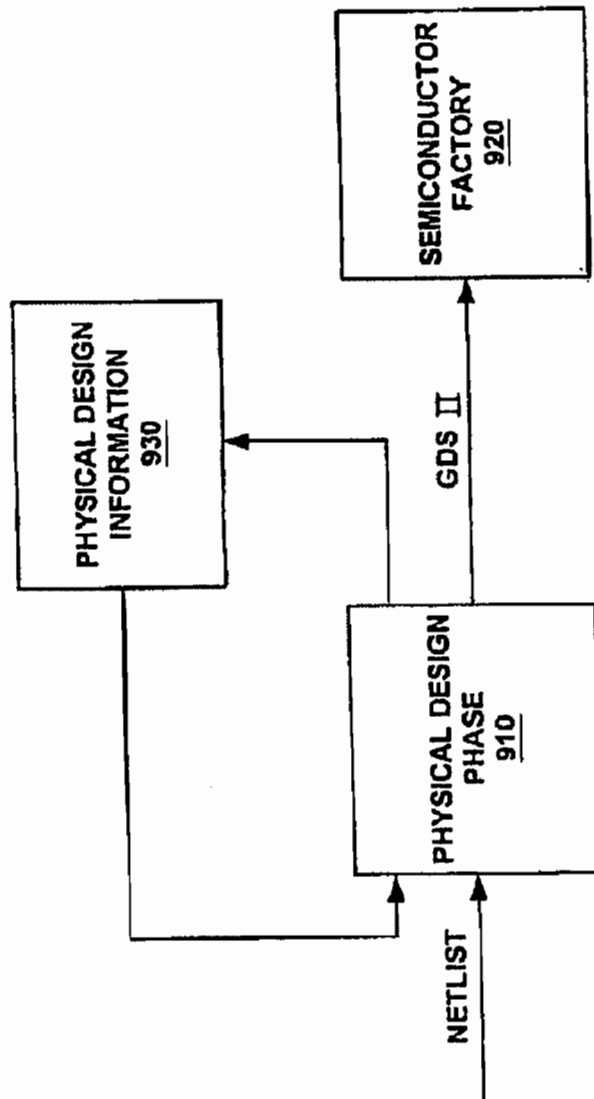 PHYSICAL DESIGN
INFORMATION
930
NETLIST
PHYSICAL DESIGN
PHASE
910
GDS II
SEMICONDUCTOR
FACTORY
920